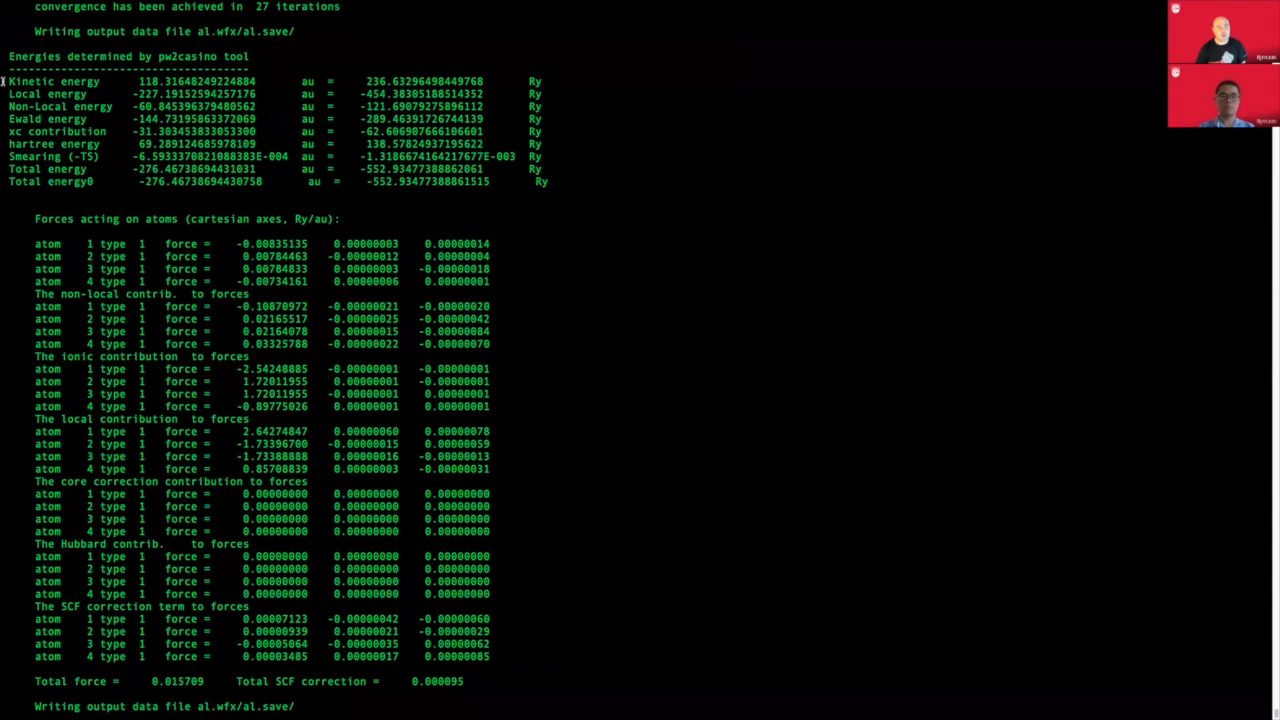 convergence has been achieved in  27 iterations
Writing output data file al.wfx/al.save/
Energies determined by pw2casino tool
-------------------------------------
Kinetic energy      118.31648249224884      au  =     236.63296498449768      Ry
Local energy       -227.19152594257176      au  =    -454.38305188514352      Ry
Non-Local energy   -60.845396379480562      au  =    -121.69079275896112      Ry
Ewald energy       -144.73195863372069      au  =    -289.46391726744139      Ry
xc contribution    -31.303453833053300      au  =    -62.606907666106601      Ry
hartree energy      69.289124685978109      au  =     138.57824937195622      Ry
Smearing (-TS)     -6.5933370821088383E-004  au  =    -1.3186674164217677E-003  Ry
Total energy       -276.46738694431031      au  =    -552.93477388862061      Ry
Total energy0       -276.46738694430758      au  =    -552.93477388861515      Ry
Forces acting on atoms (cartesian axes, Ry/au):
atom    1 type  1   force =    -0.00835135    0.00000003    0.00000014
atom    2 type  1   force =     0.00784463   -0.00000012    0.00000004
atom    3 type  1   force =     0.00784833    0.00000003   -0.00000018
atom    4 type  1   force =    -0.00734161    0.00000006    0.00000001
The non-local contrib.  to forces
atom    1 type  1   force =    -0.10870972   -0.00000021   -0.00000020
atom    2 type  1   force =     0.02165517   -0.00000025   -0.00000042
atom    3 type  1   force =     0.02164078    0.00000015   -0.00000084
atom    4 type  1   force =     0.03325788   -0.00000022   -0.00000070
The ionic contribution  to forces
atom    1 type  1   force =    -2.54248885   -0.00000001   -0.00000001
atom    2 type  1   force =     1.72011955    0.00000001   -0.00000001
atom    3 type  1   force =     1.72011955   -0.00000001    0.00000001
atom    4 type  1   force =    -0.89775026    0.00000001    0.00000001
The local contribution  to forces
atom    1 type  1   force =     2.64274847    0.00000060    0.00000078
atom    2 type  1   force =    -1.73396700   -0.00000015    0.00000059
atom    3 type  1   force =    -1.73388888    0.00000016   -0.00000013
atom    4 type  1   force =     0.85708839    0.00000003   -0.00000031
The core correction contribution to forces
atom    1 type  1   force =     0.00000000    0.00000000    0.00000000
atom    2 type  1   force =     0.00000000    0.00000000    0.00000000
atom    3 type  1   force =     0.00000000    0.00000000    0.00000000
atom    4 type  1   force =     0.00000000    0.00000000    0.00000000
The Hubbard contrib.    to forces
atom    1 type  1   force =     0.00000000    0.00000000    0.00000000
atom    2 type  1   force =     0.00000000    0.00000000    0.00000000
atom    3 type  1   force =     0.00000000    0.00000000    0.00000000
atom    4 type  1   force =     0.00000000    0.00000000    0.00000000
The SCF correction term to forces
atom    1 type  1   force =     0.00007123   -0.00000042   -0.00000060
atom    2 type  1   force =     0.00000939    0.00000021   -0.00000029
atom    3 type  1   force =    -0.00005064   -0.00000035    0.00000062
atom    4 type  1   force =     0.00003485    0.00000017    0.00000085
Total force =     0.015709     Total SCF correction =     0.000095
Writing output data file al.wfx/al.save/